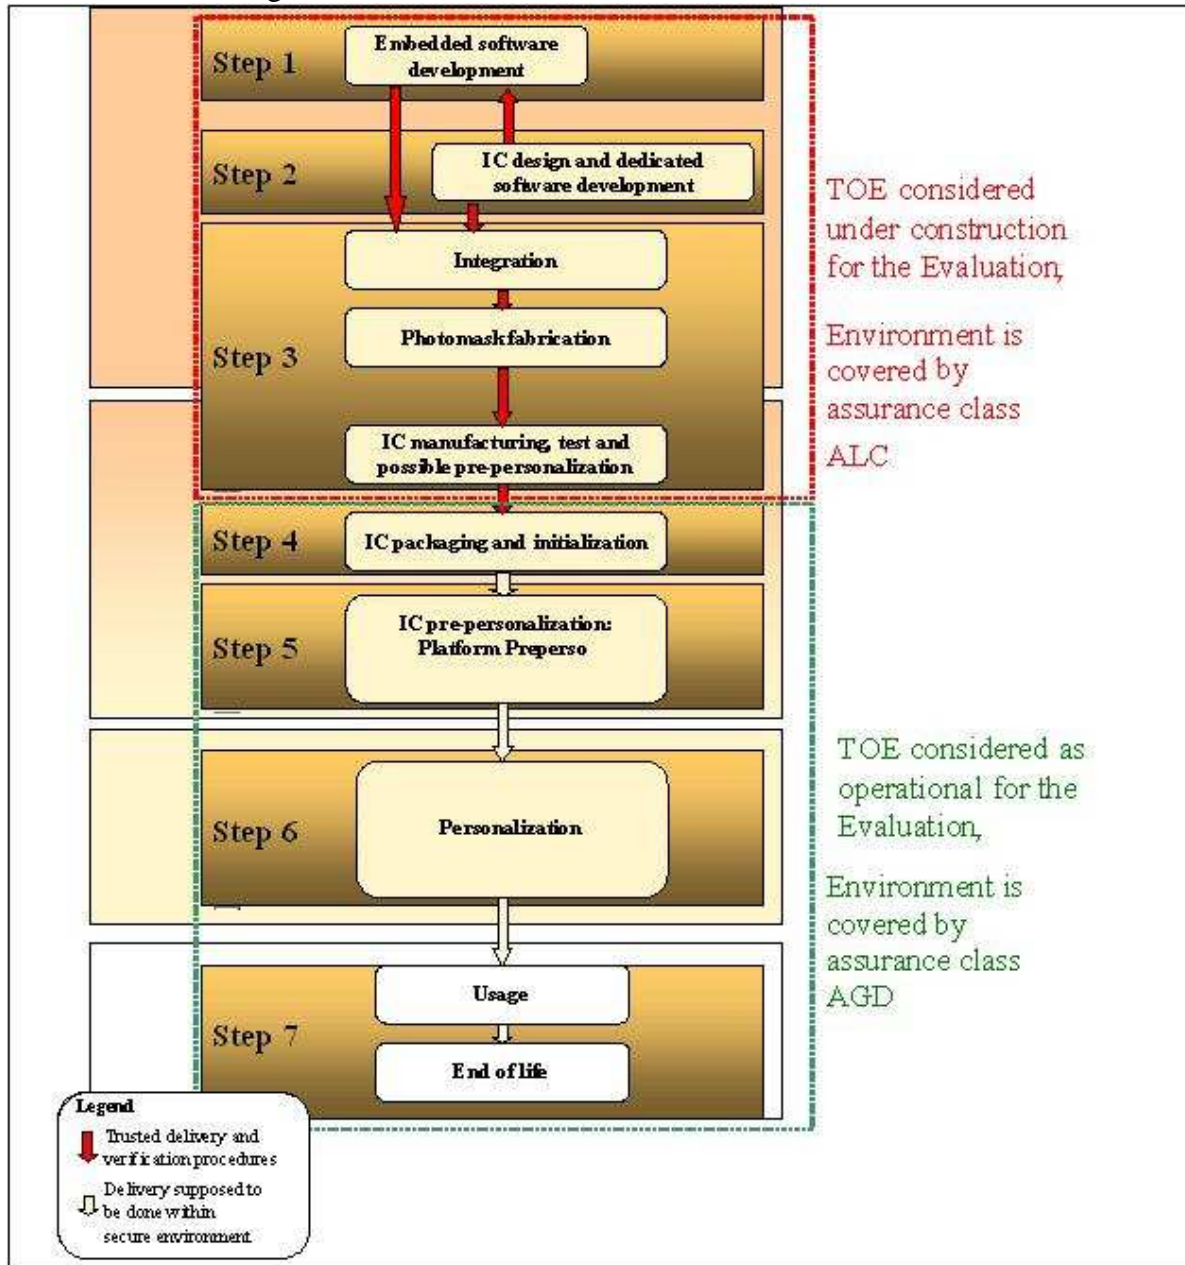 Step 1
Embedded software
development
Step 2
IC design and dedicated
software development
Step 3
Integration
Photomask fabrication
IC manufacturing, test and
possible pre-personalization
TOE considered
under construction
for the Evaluation,
Environment is
covered by
assurance class
ALC
Step 4
IC packaging and initialization
Step 5
IC pre-personalization:
Platform Preperso
Step 6
Personalization
TOE considered as
operational for the
Evaluation,
Environment is
covered by
assurance class
AGD
Step 7
Usage
End of life
Legend
Trusted delivery and
verification procedures
Delivery supposed to
be done within
secure environment